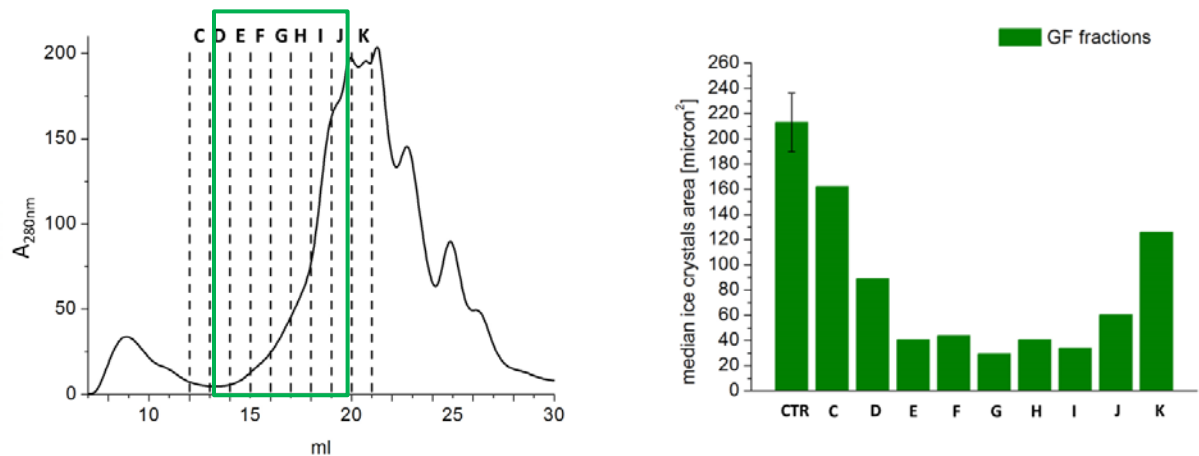 C D E F G H I J K
200
150
100
50
0
A280nm
10 15 20 25 30
ml
GF fractions
260
240
220
200
180
160
140
120
100
80
60
40
20
0
median ice crystals area [micron²]
CTR C D E F G H I J K